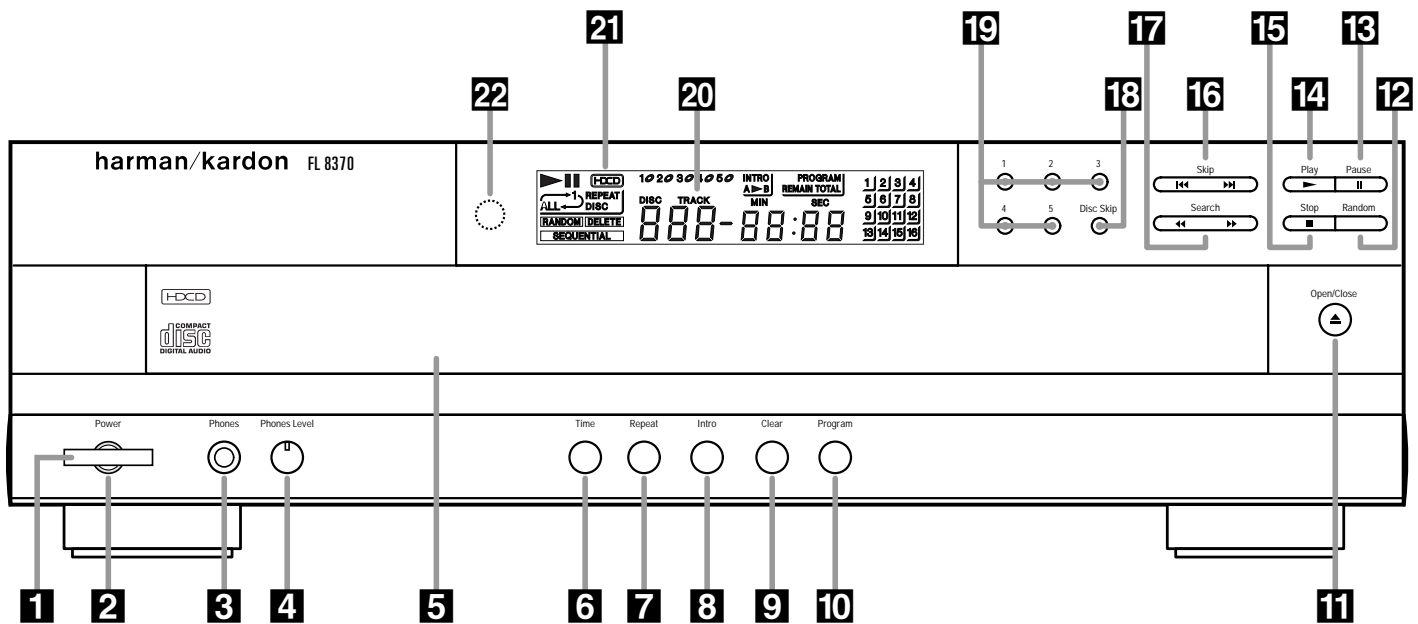 21 19 17 15 13
22 20 18 16 14 12
harman/kardon FL 8370
HDCD 1 2 3 4 5 INTRO PROGRAM
A▶B REMAIN TOTAL
1 REPEAT
ALL DISC
DISC TRACK MIN SEC
RANDOM DELETE
SEQUENTIAL
888-88:88
1 2 3 4
5 6 7 8
9 10 11 12
13 14 15 16
1 2 3
4 5 Disc Skip
Skip
Search
Play Pause
Stop Random
HDCD
COMPACT
disc
DIGITAL AUDIO
Open/Close
Power Phones Phones Level Time Repeat Intro Clear Program
1 2 3 4 5 6 7 8 9 10 11